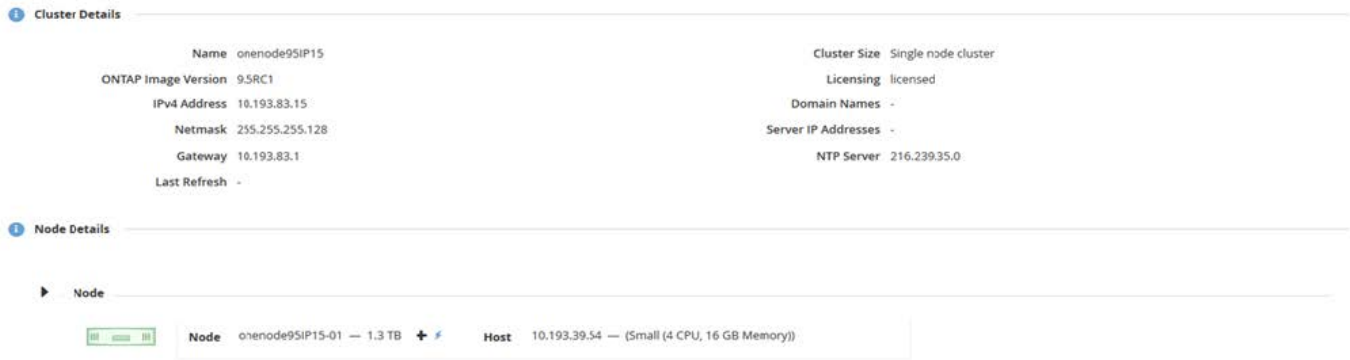 Cluster Details
Name onenode95IP15
Cluster Size Single node cluster
ONTAP Image Version 9.5RC1
Licensing licensed
IPv4 Address 10.193.83.15
Domain Names -
Netmask 255.255.255.128
Server IP Addresses -
Gateway 10.193.83.1
NTP Server 216.239.35.0
Last Refresh -
Node Details
Node
Node onenode95IP15-01 — 1.3 TB + Host 10.193.39.54 — (Small (4 CPU, 16 GB Memory))